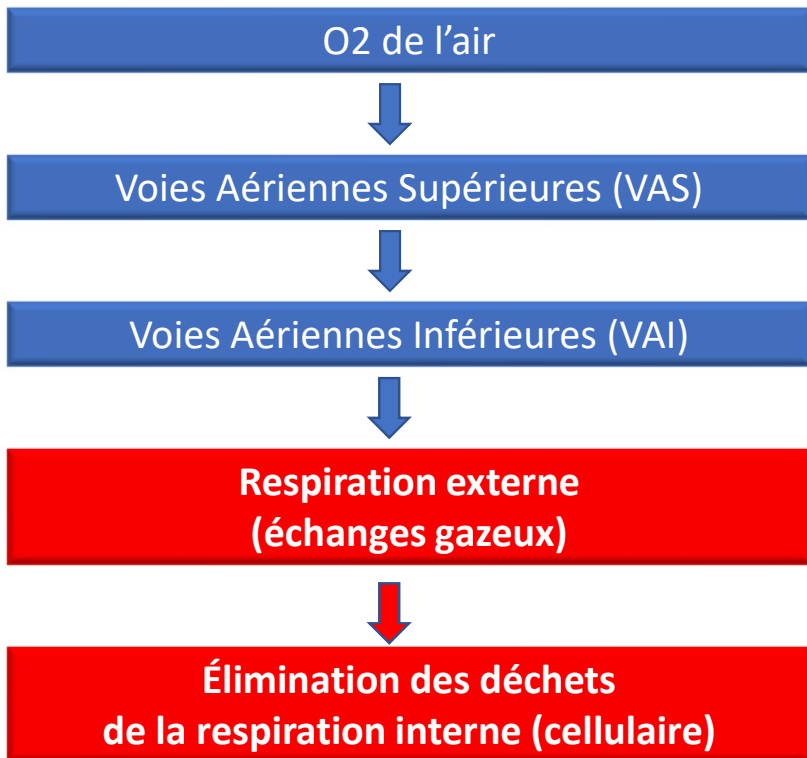 O2 de l’air
Voies Aériennes Supérieures (VAS)
Voies Aériennes Inférieures (VAI)
Respiration externe
(échanges gazeux)
Élimination des déchets
de la respiration interne (cellulaire)